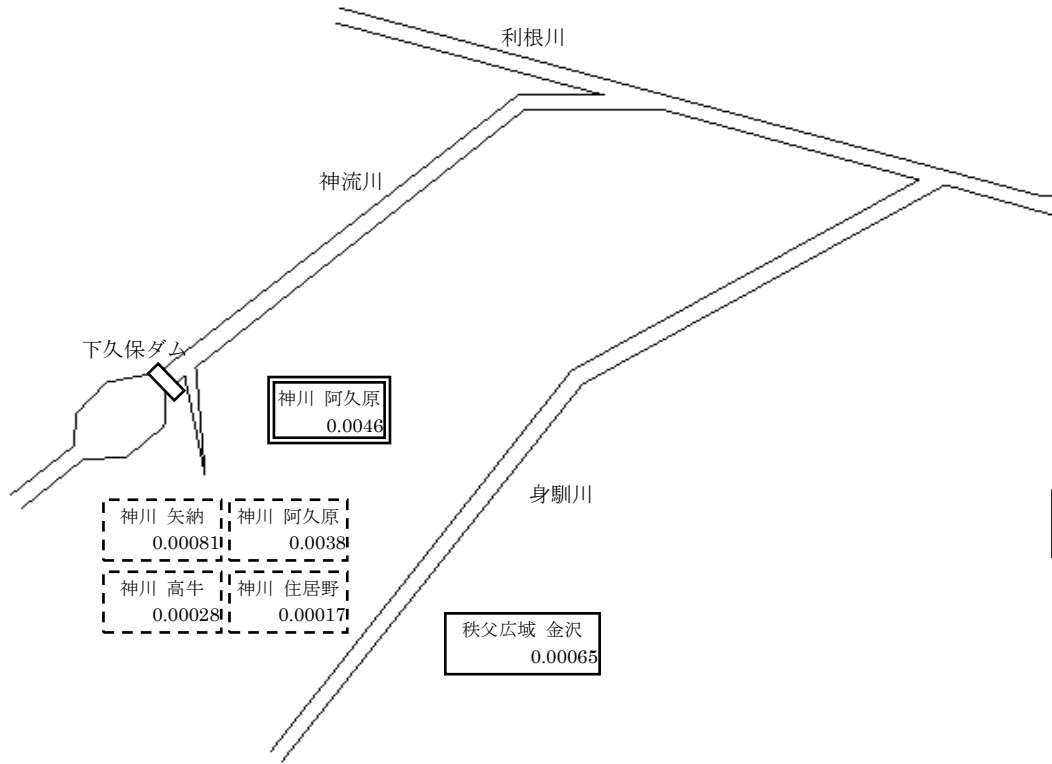 利根川
神流川
下久保ダム
神川 阿久原
0.0046
身馴川
神川 矢納
0.00081
神川 阿久原
0.0038
神川 高牛
0.00028
神川 住居野
0.00017
秩父広域 金沢
0.00065